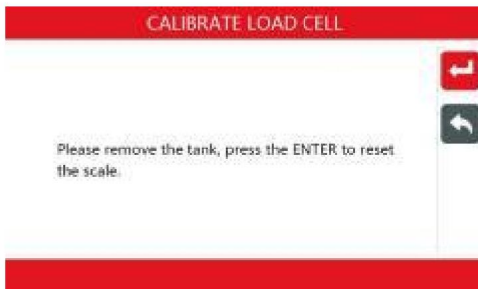 CALIBRATE LOAD CELL
Please remove the tank, press the ENTER to reset
the scale.